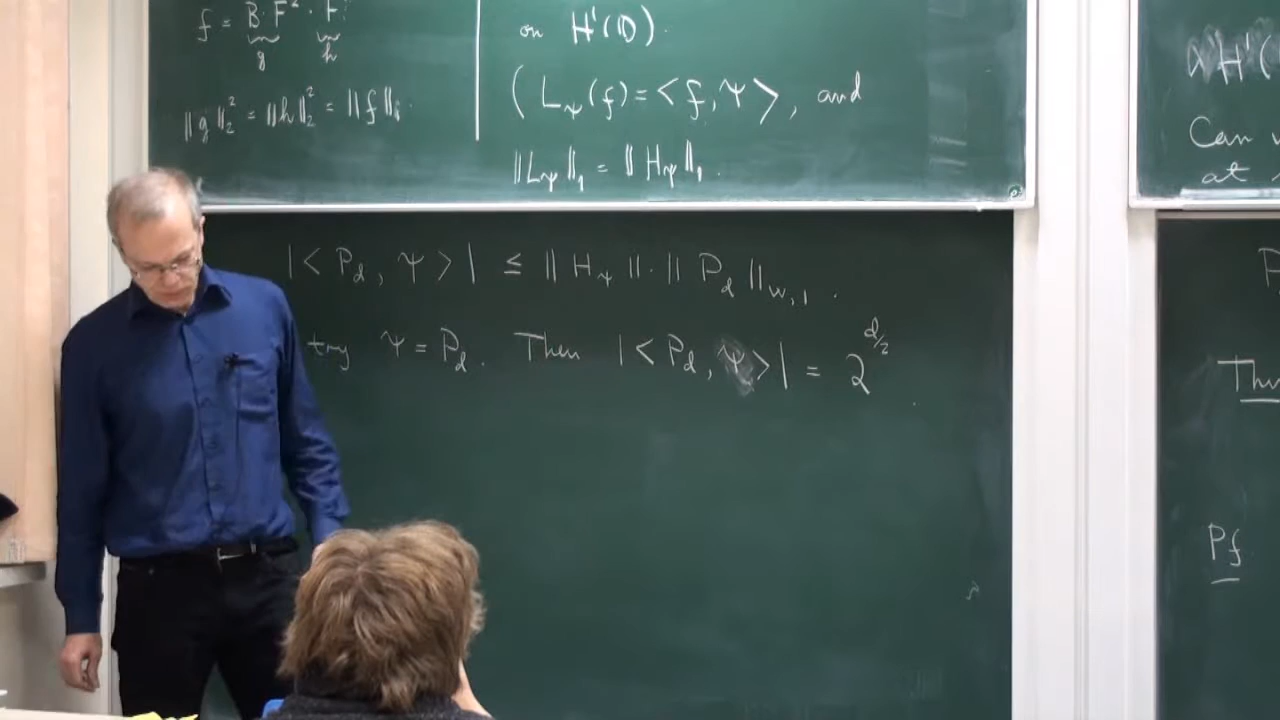 f = B·F² · F
g h
‖g‖₂² = ‖h‖₂² = ‖f‖₁.
on H¹(𝔻).
( L_Ψ(f) = < f, Ψ >, and
‖L_Ψ‖₁ = ‖H_Ψ‖₁.
|< P_d, Ψ >| ≤ ‖ H_Ψ ‖·‖ P_d ‖_{w,1}.
try Ψ = P_d. Then |< P_d, Ψ >| = 2^{d/2}
H¹(
Can
at
Pf